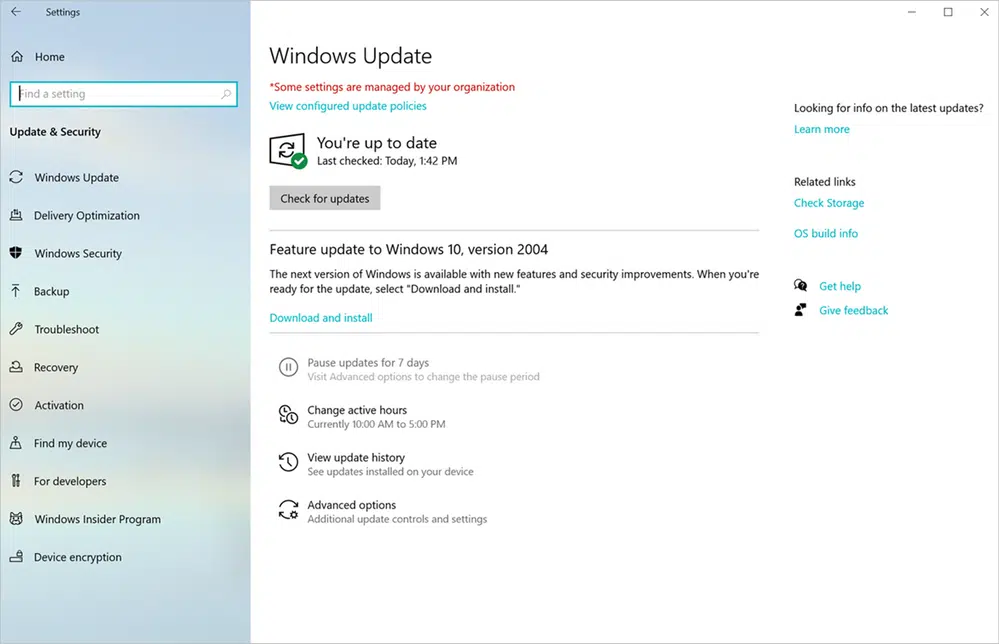 Settings
Home
Find a setting
Update & Security
Windows Update
Delivery Optimization
Windows Security
Backup
Troubleshoot
Recovery
Activation
Find my device
For developers
Windows Insider Program
Device encryption
Windows Update
*Some settings are managed by your organization
View configured update policies
You're up to date
Last checked: Today, 1:42 PM
Check for updates
Feature update to Windows 10, version 2004
The next version of Windows is available with new features and security improvements. When you're
ready for the update, select "Download and install."
Download and install
Pause updates for 7 days
Visit Advanced options to change the pause period
Change active hours
Currently 10:00 AM to 5:00 PM
View update history
See updates installed on your device
Advanced options
Additional update controls and settings
Looking for info on the latest updates?
Learn more
Related links
Check Storage
OS build info
Get help
Give feedback